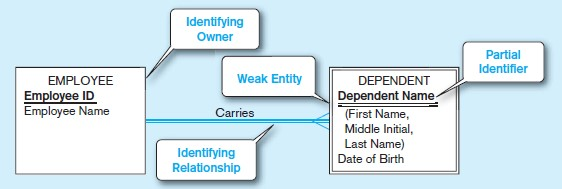 Identifying
Owner
Partial
Identifier
EMPLOYEE
Employee ID
Employee Name
Weak Entity
DEPENDENT
Dependent Name
(First Name,
Middle Initial,
Last Name)
Date of Birth
Carries
Identifying
Relationship